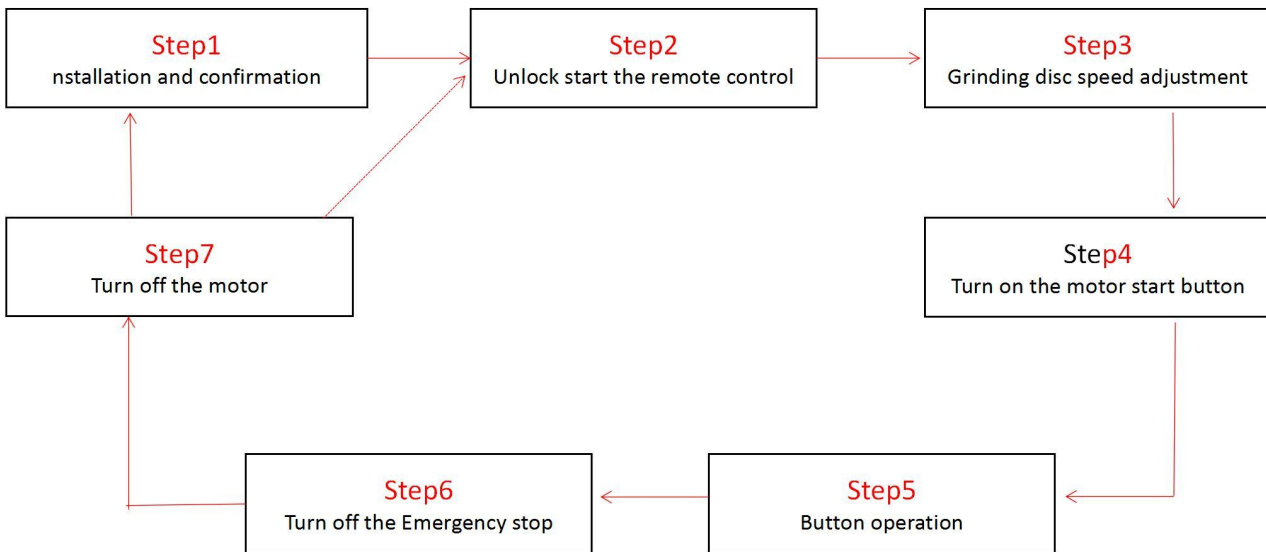 Step1
nstallation and confirmation
Step2
Unlock start the remote control
Step3
Grinding disc speed adjustment
Step4
Turn on the motor start button
Step5
Button operation
Step6
Turn off the Emergency stop
Step7
Turn off the motor